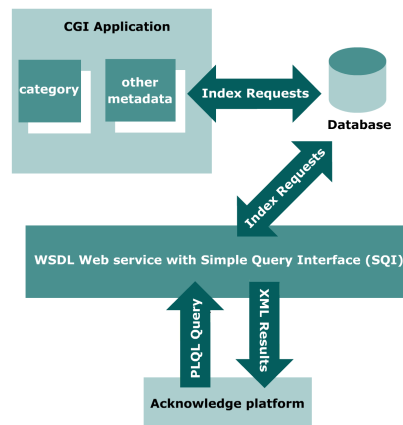 CGI Application
category
other
metadata
Index Requests
Database
Index Requests
WSDL Web service with Simple Query Interface (SQI)
PLQL Query
XML Results
Acknowledge platform